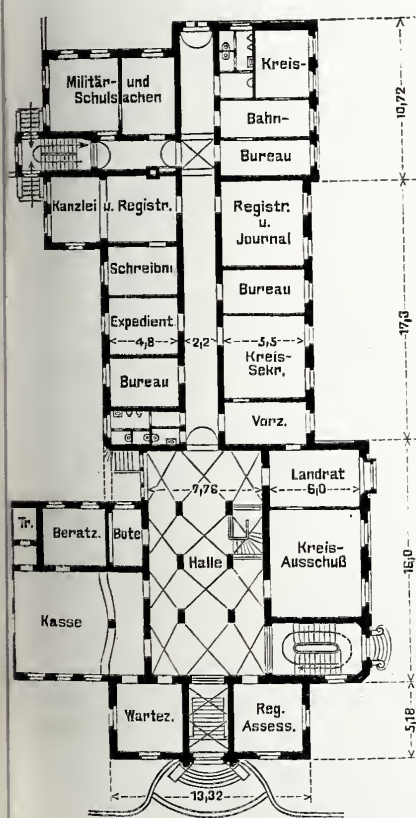 Militär- und
Schulsachen
Kreis-
Bahn-
Bureau
10,72
Kanzlei u. Registr.
Registr.
u.
Journal
Schreibm.
Bureau
Expedient.
4,8
2,2
5,5
Kreis-
Sekr.
17,3
Bureau
Vorz.
7,76
Landrat
6,0
Tr.
Beratz.
Bote
Halle
Kreis-
Ausschuß
16,0
Kasse
Wartez.
Reg.
Assess.
5,18
13,32